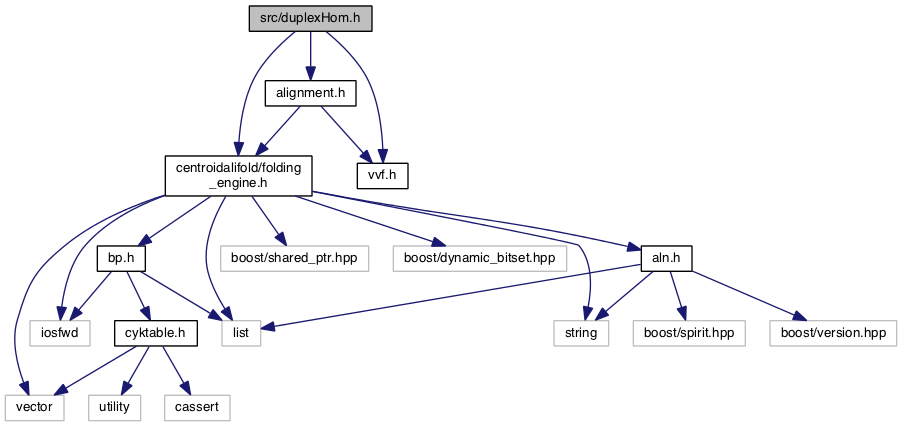 src/duplexHom.h
alignment.h
centroidalifold/folding
_engine.h
vvf.h
bp.h
boost/shared_ptr.hpp
boost/dynamic_bitset.hpp
aln.h
iosfwd
cyktable.h
list
string
boost/spirit.hpp
boost/version.hpp
vector
utility
cassert